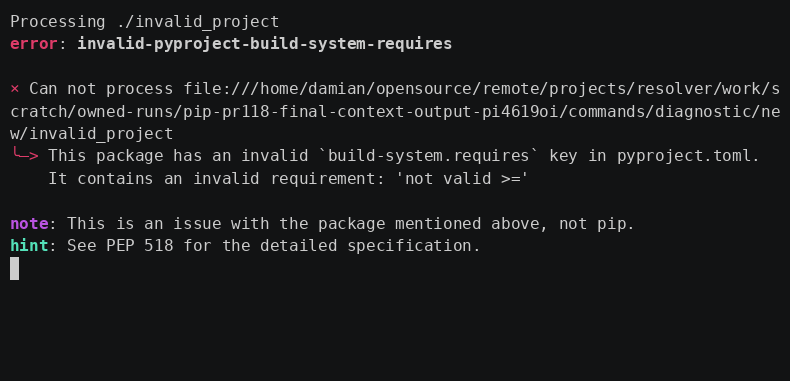 Processing ./invalid_project
error: invalid-pyproject-build-system-requires
× Can not process file:///home/damian/opensource/remote/projects/resolver/work/s
cratch/owned-runs/pip-pr118-final-context-output-pi4619oi/commands/diagnostic/ne
w/invalid_project
╰─> This package has an invalid `build-system.requires` key in pyproject.toml.
It contains an invalid requirement: 'not valid >='
note: This is an issue with the package mentioned above, not pip.
hint: See PEP 518 for the detailed specification.